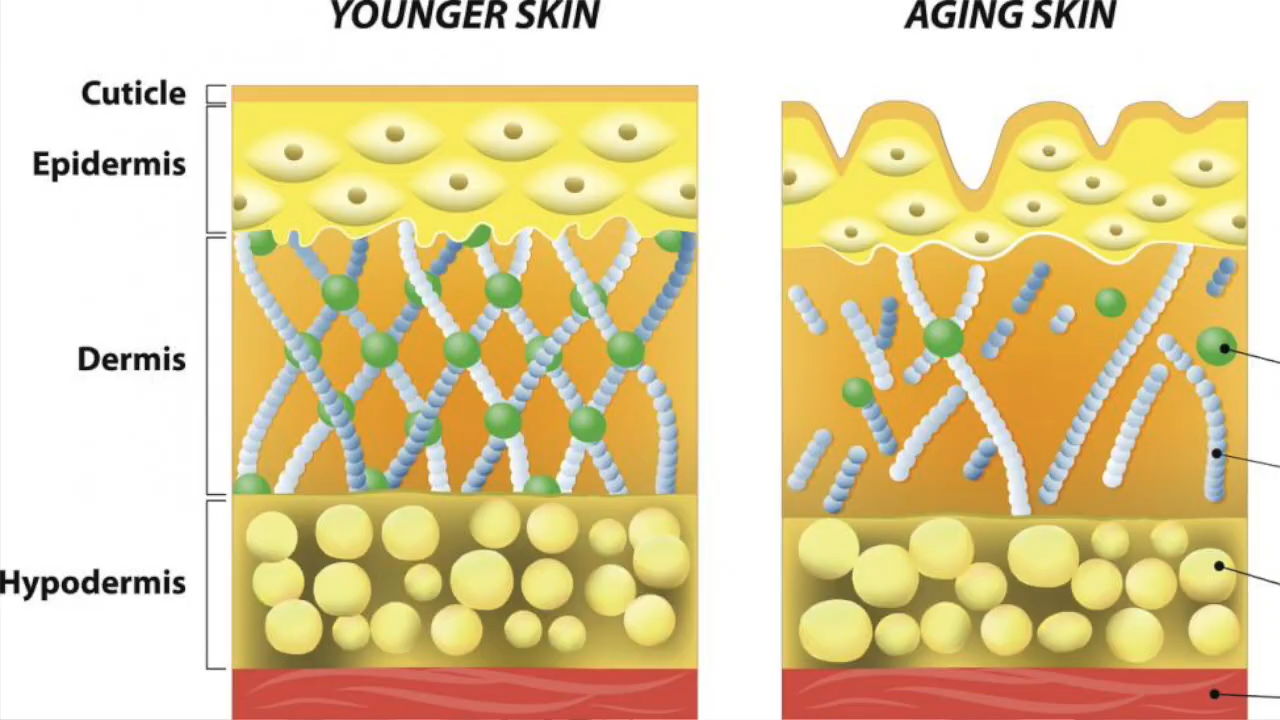 YOUNGER SKIN
AGING SKIN
Cuticle
Epidermis
Dermis
Hypodermis